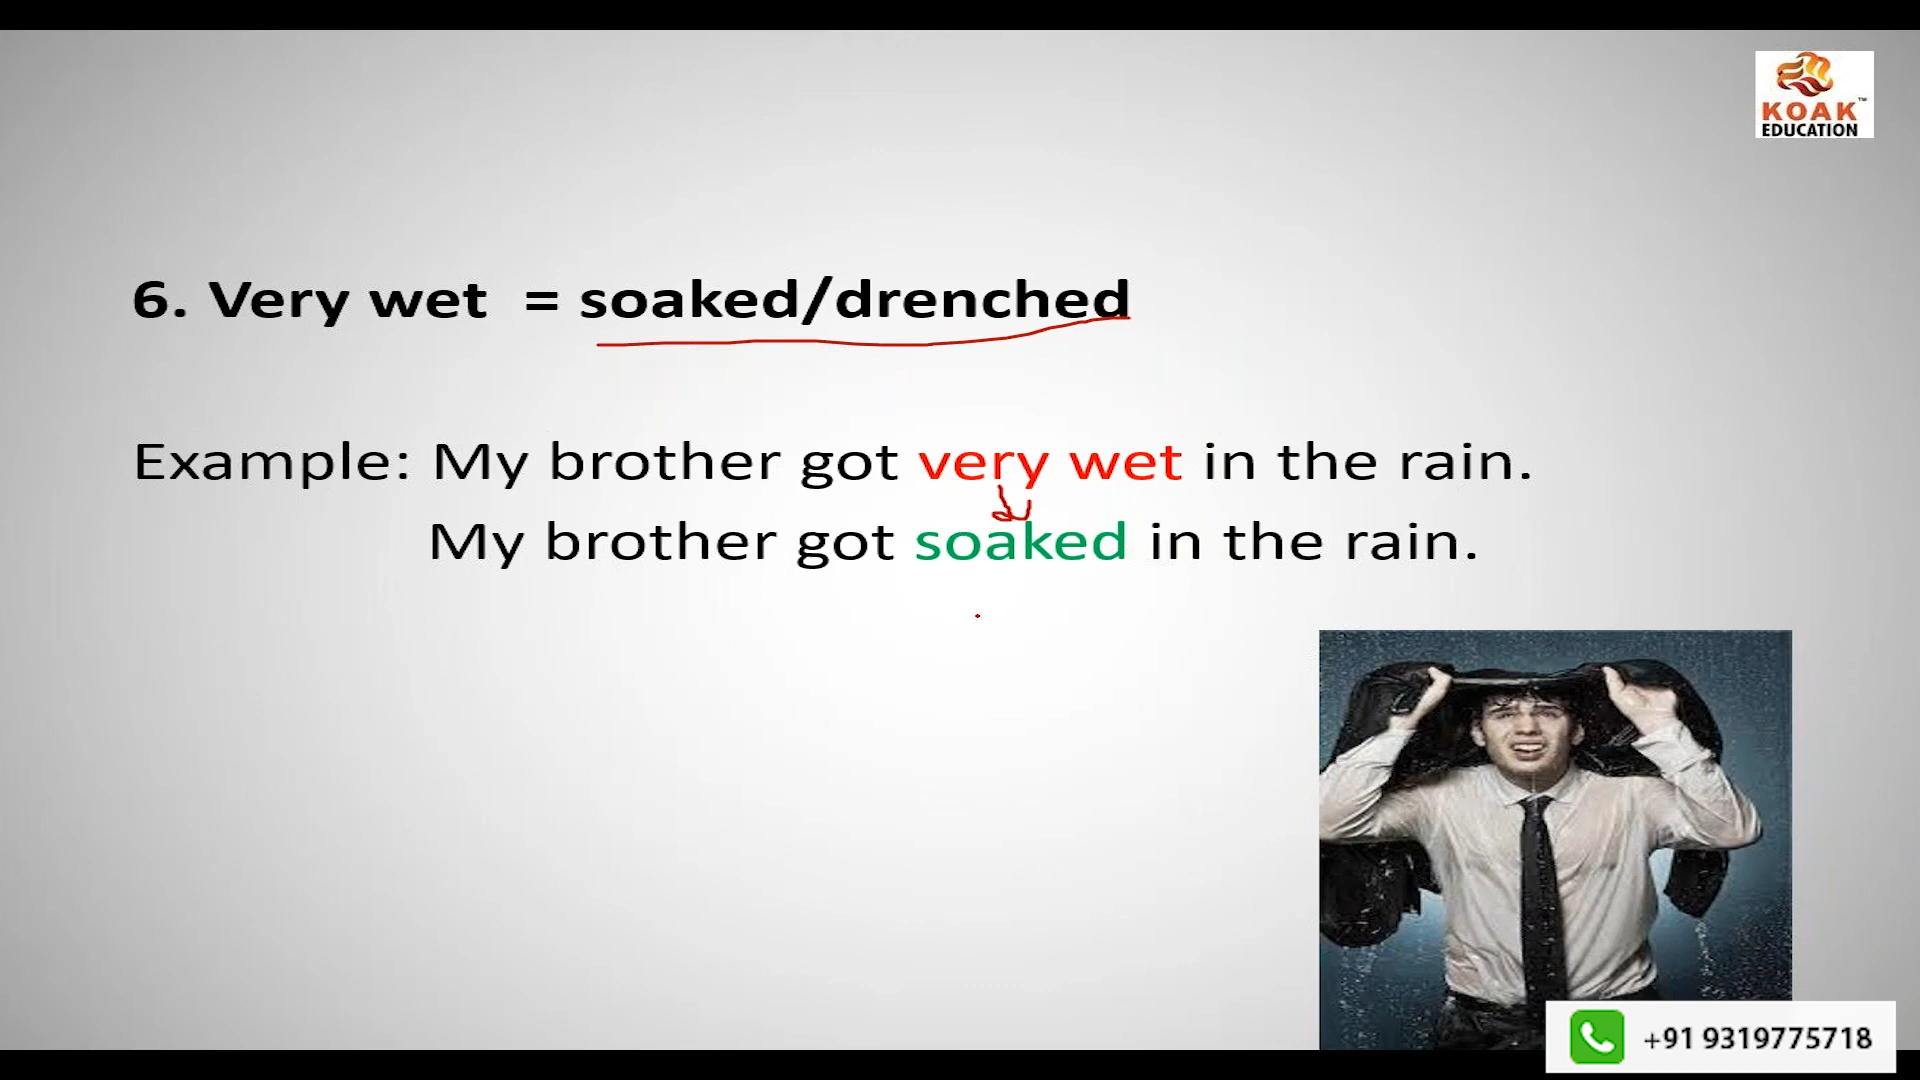 KOAK™
EDUCATION
6. Very wet = soaked/drenched
Example: My brother got very wet in the rain.
My brother got soaked in the rain.
+91 9319775718